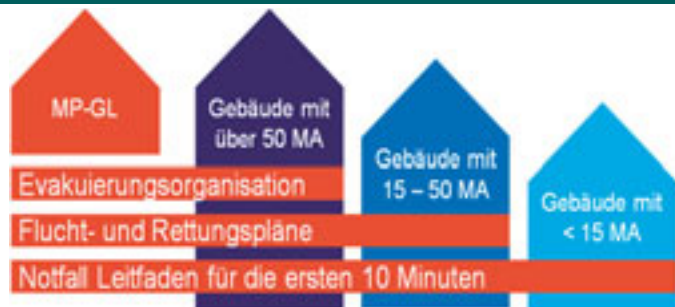 MP-GL
Gebäude mit
über 50 MA
Gebäude mit
15 – 50 MA
Gebäude mit
< 15 MA
Evakuierungsorganisation
Flucht- und Rettungspläne
Notfall Leitfaden für die ersten 10 Minuten